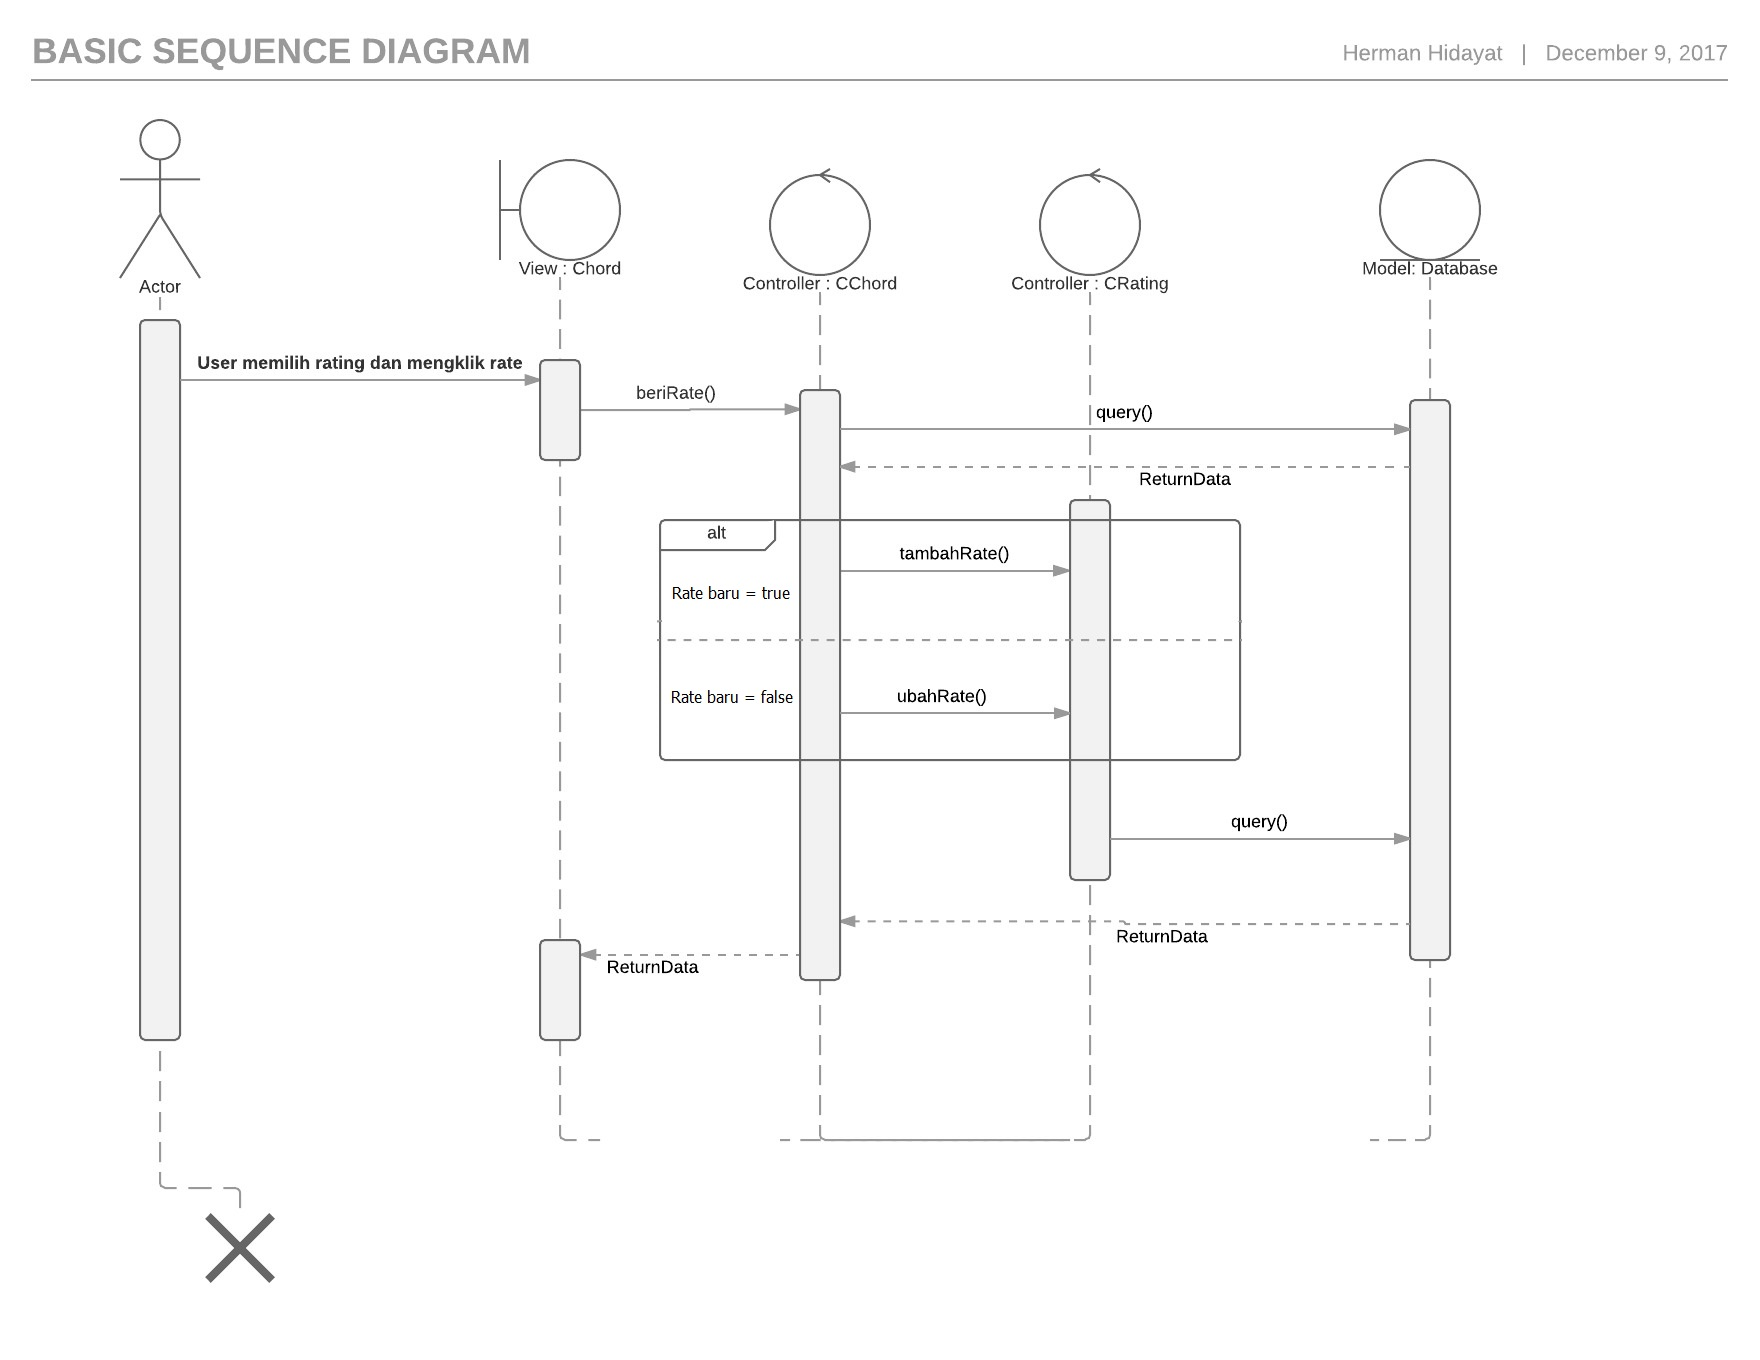 BASIC SEQUENCE DIAGRAM
Herman Hidayat | December 9, 2017
Actor
View : Chord
Controller : CChord
Controller : CRating
Model: Database
User memilih rating dan mengklik rate
beriRate()
query()
ReturnData
alt
tambahRate()
Rate baru = true
Rate baru = false
ubahRate()
query()
ReturnData
ReturnData